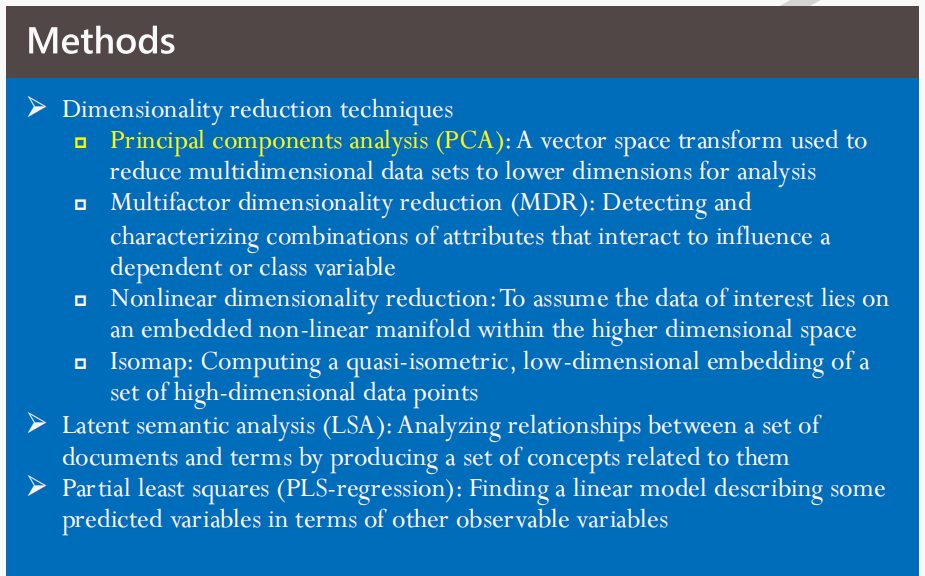 Methods
➢ Dimensionality reduction techniques
▫ Principal components analysis (PCA): A vector space transform used to
reduce multidimensional data sets to lower dimensions for analysis
▫ Multifactor dimensionality reduction (MDR): Detecting and
characterizing combinations of attributes that interact to influence a
dependent or class variable
▫ Nonlinear dimensionality reduction: To assume the data of interest lies on
an embedded non-linear manifold within the higher dimensional space
▫ Isomap: Computing a quasi-isometric, low-dimensional embedding of a
set of high-dimensional data points
➢ Latent semantic analysis (LSA): Analyzing relationships between a set of
documents and terms by producing a set of concepts related to them
➢ Partial least squares (PLS-regression): Finding a linear model describing some
predicted variables in terms of other observable variables